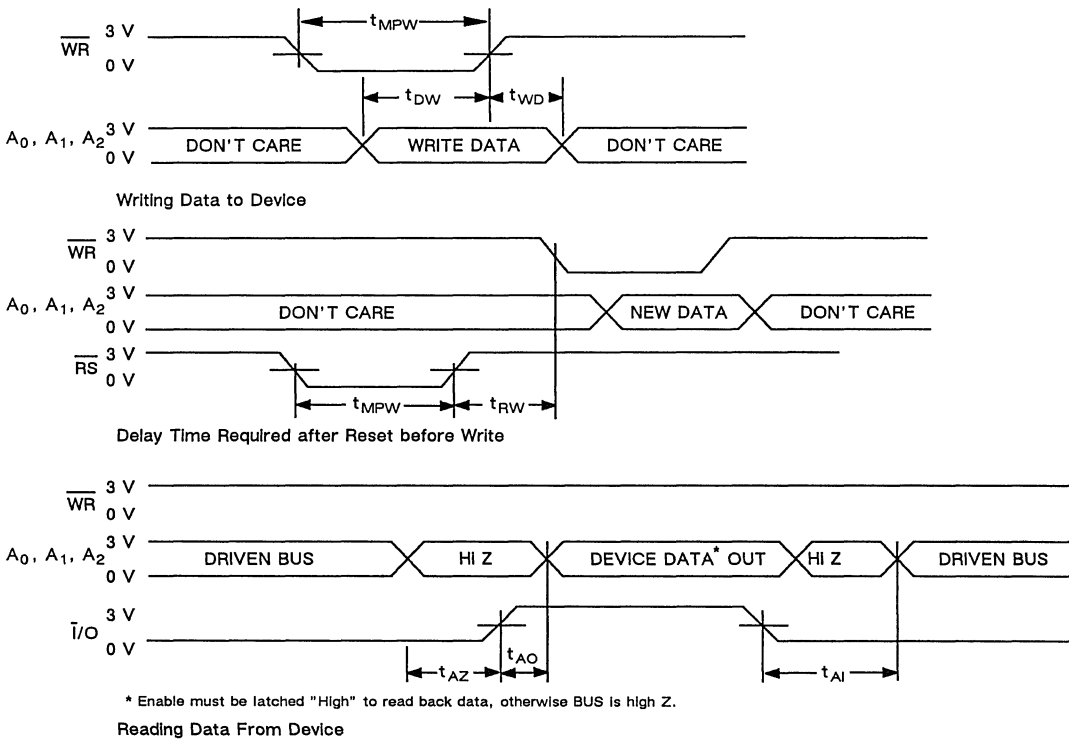 tMPW
WR 3 V
0 V
tDW tWD
A0, A1, A2 3 V
0 V
DON'T CARE WRITE DATA DON'T CARE
Writing Data to Device
WR 3 V
0 V
A0, A1, A2 3 V
0 V
DON'T CARE NEW DATA DON'T CARE
RS 3 V
0 V
tMPW tRW
Delay Time Required after Reset before Write
WR 3 V
0 V
A0, A1, A2 3 V
0 V
DRIVEN BUS Hi Z DEVICE DATA* OUT Hi Z DRIVEN BUS
I/O 3 V
0 V
tAZ tAO tAI
* Enable must be latched "High" to read back data, otherwise BUS is high Z.
Reading Data From Device